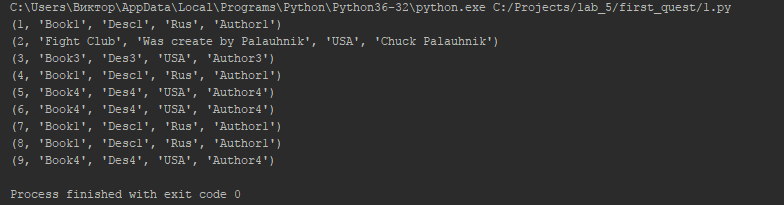 C:\Users\Виктор\AppData\Local\Programs\Python\Python36-32\python.exe C:/Projects/lab_5/first_quest/1.py
(1, 'Book1', 'Desc1', 'Rus', 'Author1')
(2, 'Fight Club', 'Was create by Palauhnik', 'USA', 'Chuck Palauhnik')
(3, 'Book3', 'Des3', 'USA', 'Author3')
(4, 'Book1', 'Desc1', 'Rus', 'Author1')
(5, 'Book4', 'Des4', 'USA', 'Author4')
(6, 'Book4', 'Des4', 'USA', 'Author4')
(7, 'Book1', 'Desc1', 'Rus', 'Author1')
(8, 'Book1', 'Desc1', 'Rus', 'Author1')
(9, 'Book4', 'Des4', 'USA', 'Author4')
Process finished with exit code 0